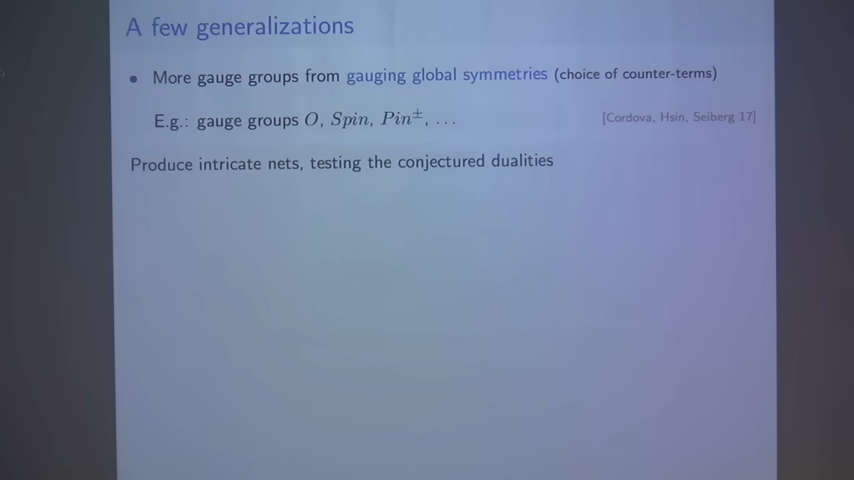 A few generalizations
• More gauge groups from gauging global symmetries (choice of counter-terms)
E.g.: gauge groups O, Spin, Pin±, ...
[Cordova, Hsin, Seiberg 17]
Produce intricate nets, testing the conjectured dualities